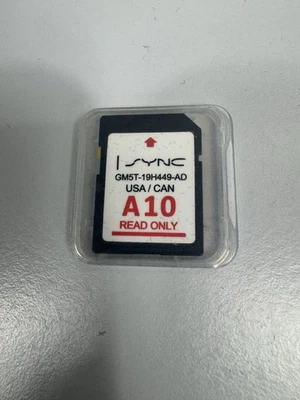 SYNC
GM5T-19H449-AD
USA / CAN
A10
READ ONLY